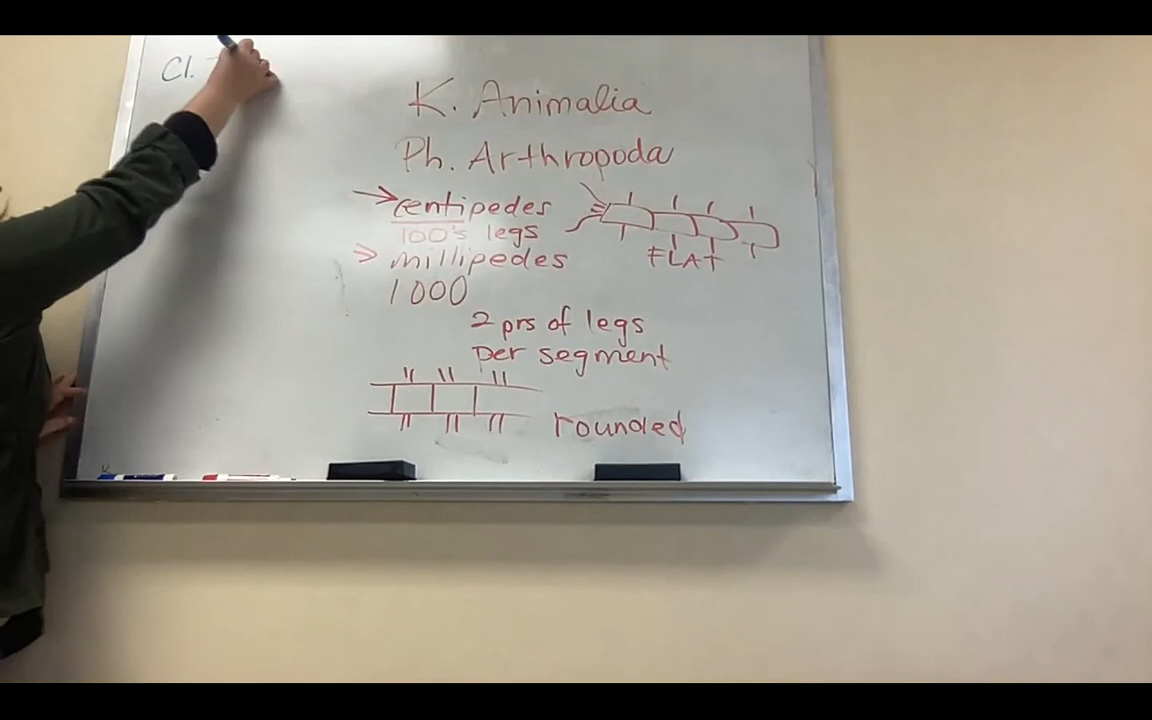 Cl.
K. Animalia
Ph. Arthropoda
centipedes
100's legs
FLAT
millipedes
1000
2 prs of legs
per segment
rounded